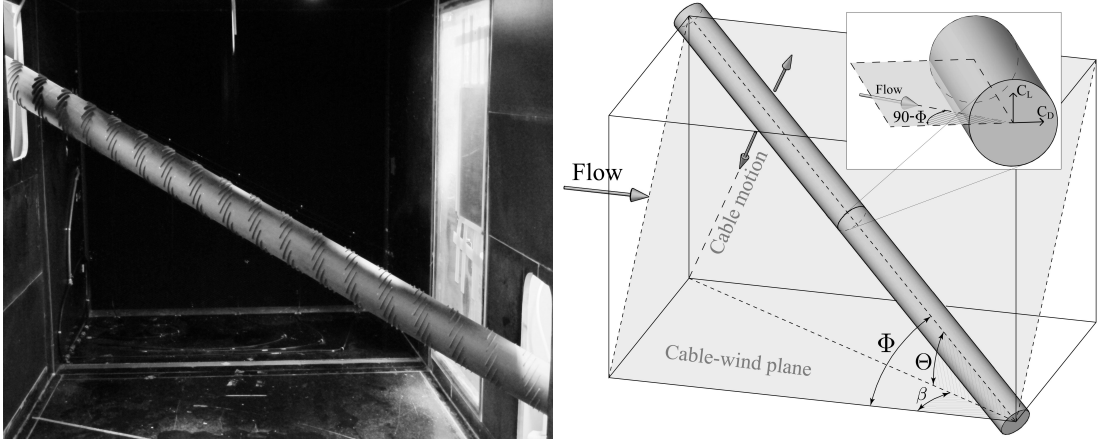 Flow
Cable motion
Cable-wind plane
Φ
Θ
β
Flow
90-Φ
C_L
C_D